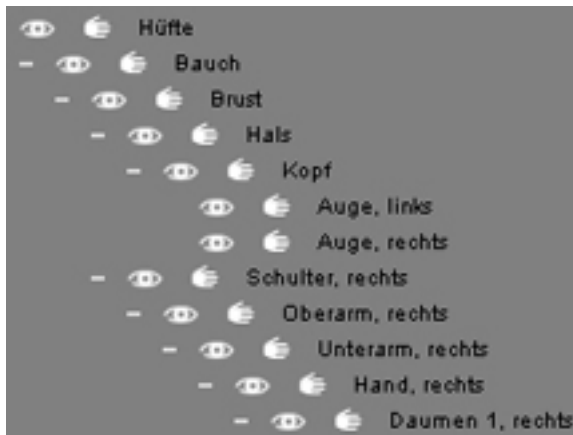 Hüfte
Bauch
Brust
Hals
Kopf
Auge, links
Auge, rechts
Schulter, rechts
Oberarm, rechts
Unterarm, rechts
Hand, rechts
Daumen 1, rechts